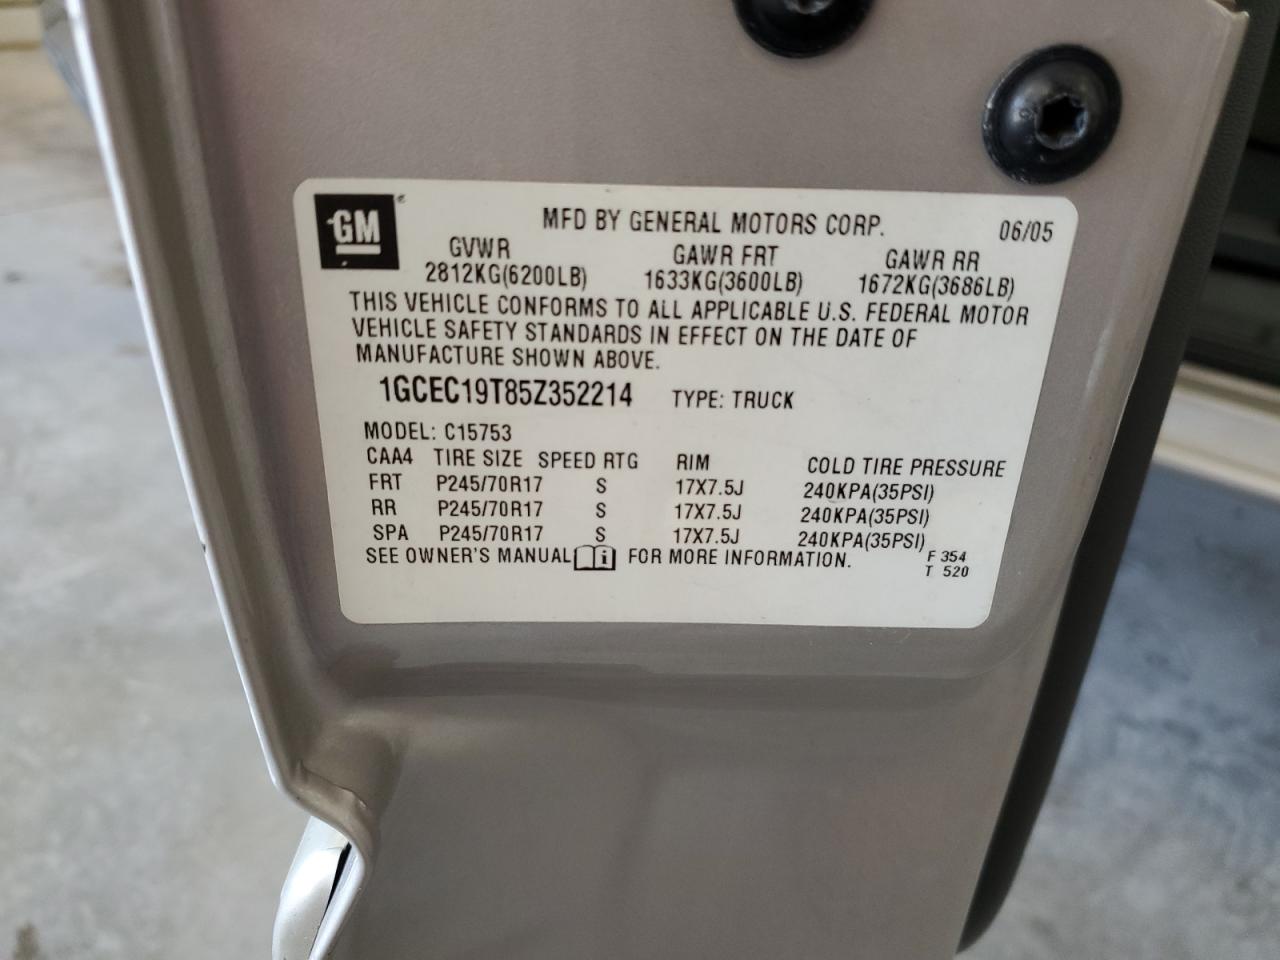 GM ®
MFD BY GENERAL MOTORS CORP. 06/05
GVWR GAWR FRT GAWR RR
2812KG(6200LB) 1633KG(3600LB) 1672KG(3686LB)
THIS VEHICLE CONFORMS TO ALL APPLICABLE U.S. FEDERAL MOTOR
VEHICLE SAFETY STANDARDS IN EFFECT ON THE DATE OF
MANUFACTURE SHOWN ABOVE.
1GCEC19T85Z352214 TYPE: TRUCK
MODEL: C15753
CAA4 TIRE SIZE SPEED RTG RIM COLD TIRE PRESSURE
FRT P245/70R17 S 17X7.5J 240KPA(35PSI)
RR P245/70R17 S 17X7.5J 240KPA(35PSI)
SPA P245/70R17 S 17X7.5J 240KPA(35PSI)
SEE OWNER'S MANUAL i FOR MORE INFORMATION. F 354
T 520